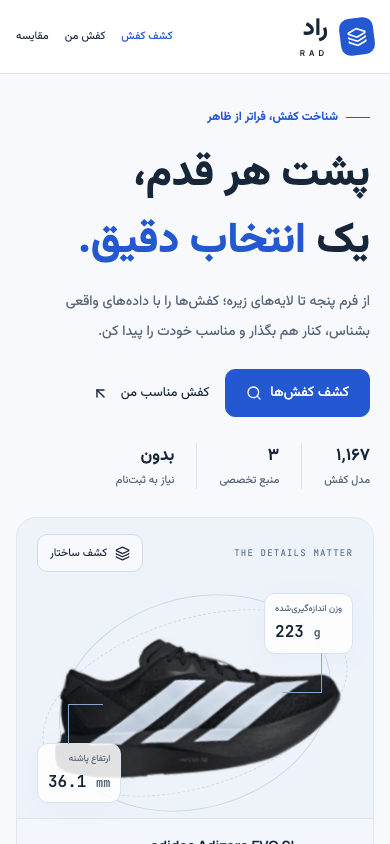 راد
RAD
کشف کفش
کفش من
مقایسه
شناخت کفش، فراتر از ظاهر
پشت هر قدم،
یک انتخاب دقیق.
از فرم پنجه تا لایه‌های زیره؛ کفش‌ها را با داده‌های واقعی
بشناس، کنار هم بگذار و مناسب خودت را پیدا کن.
کشف کفش‌ها
کفش مناسب من
۱,۱۶۷
مدل کفش
۳
منبع تخصصی
بدون
نیاز به ثبت‌نام
THE DETAILS MATTER
کشف ساختار
وزن اندازه‌گیری‌شده
223 g
ارتفاع پاشنه
36.1 mm